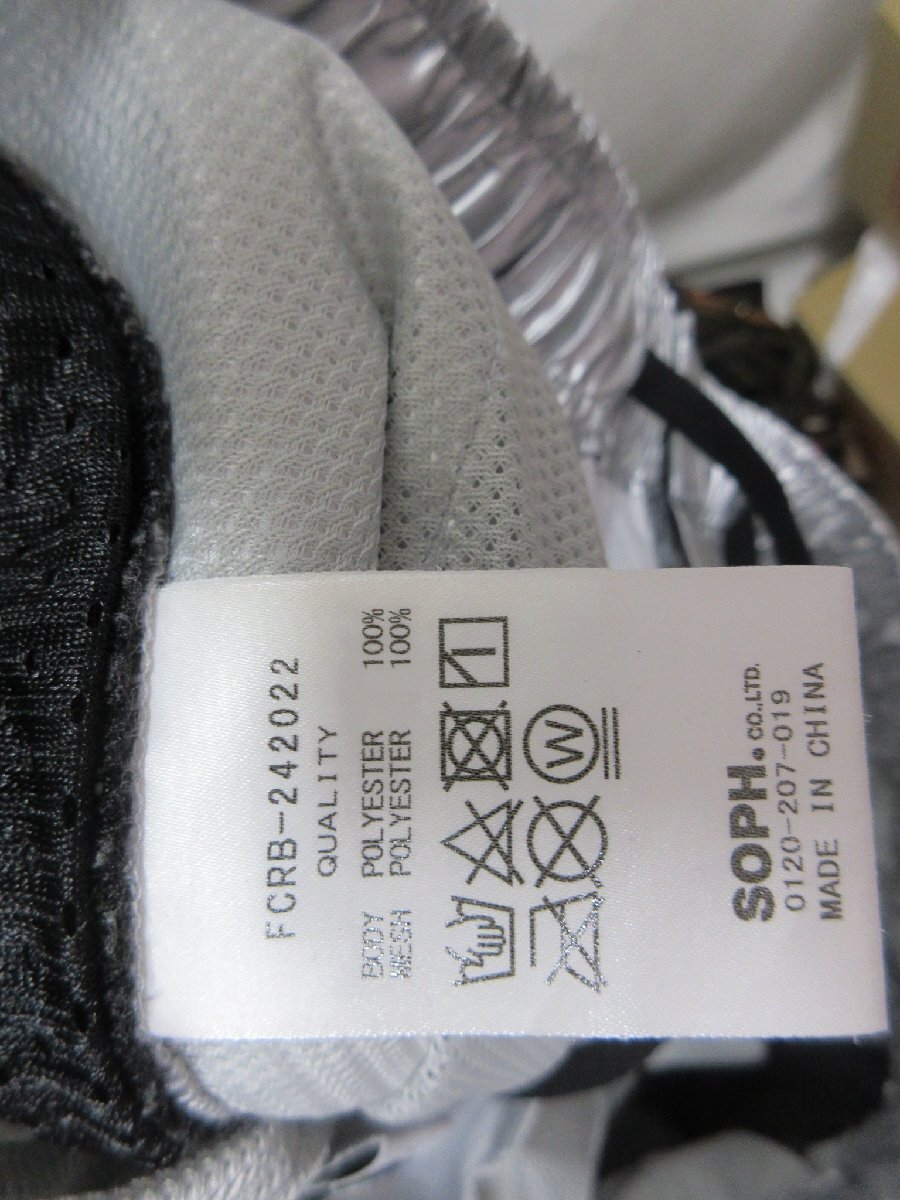 FCRB-242022
QUALITY
BODY POLYESTER 100%
MESH POLYESTER 100%
W
SOPH. CO.,LTD.
0120-207-019
MADE IN CHINA